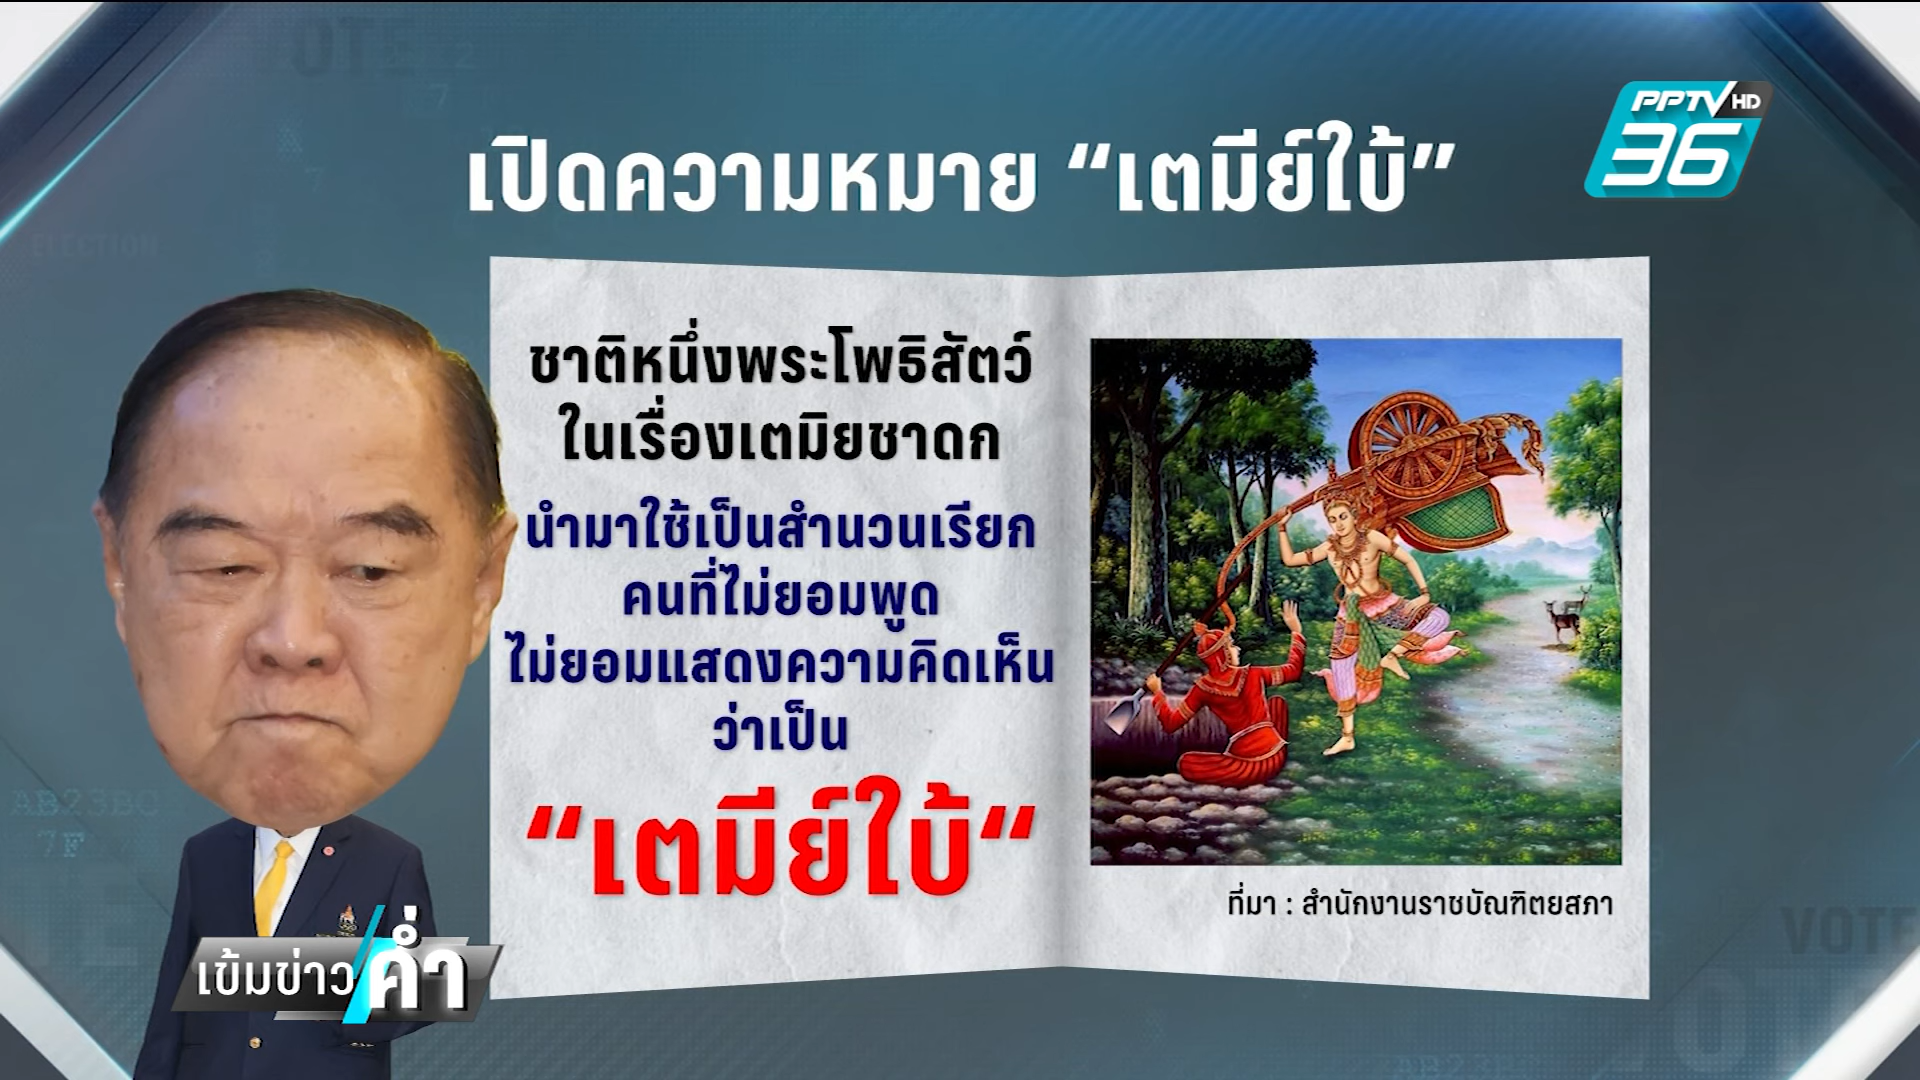 PPTV HD
36
เปิดความหมาย “เตมีย์ใบ้”
ชาติหนึ่งพระโพธิสัตว์
ในเรื่องเตมิยชาดก
นำมาใช้เป็นสำนวนเรียก
คนที่ไม่ยอมพูด
ไม่ยอมแสดงความคิดเห็น
ว่าเป็น
“เตมีย์ใบ้“
ที่มา : สำนักงานราชบัณฑิตยสภา
เข้มข่าวค่ำ
ELECTION
VOTE